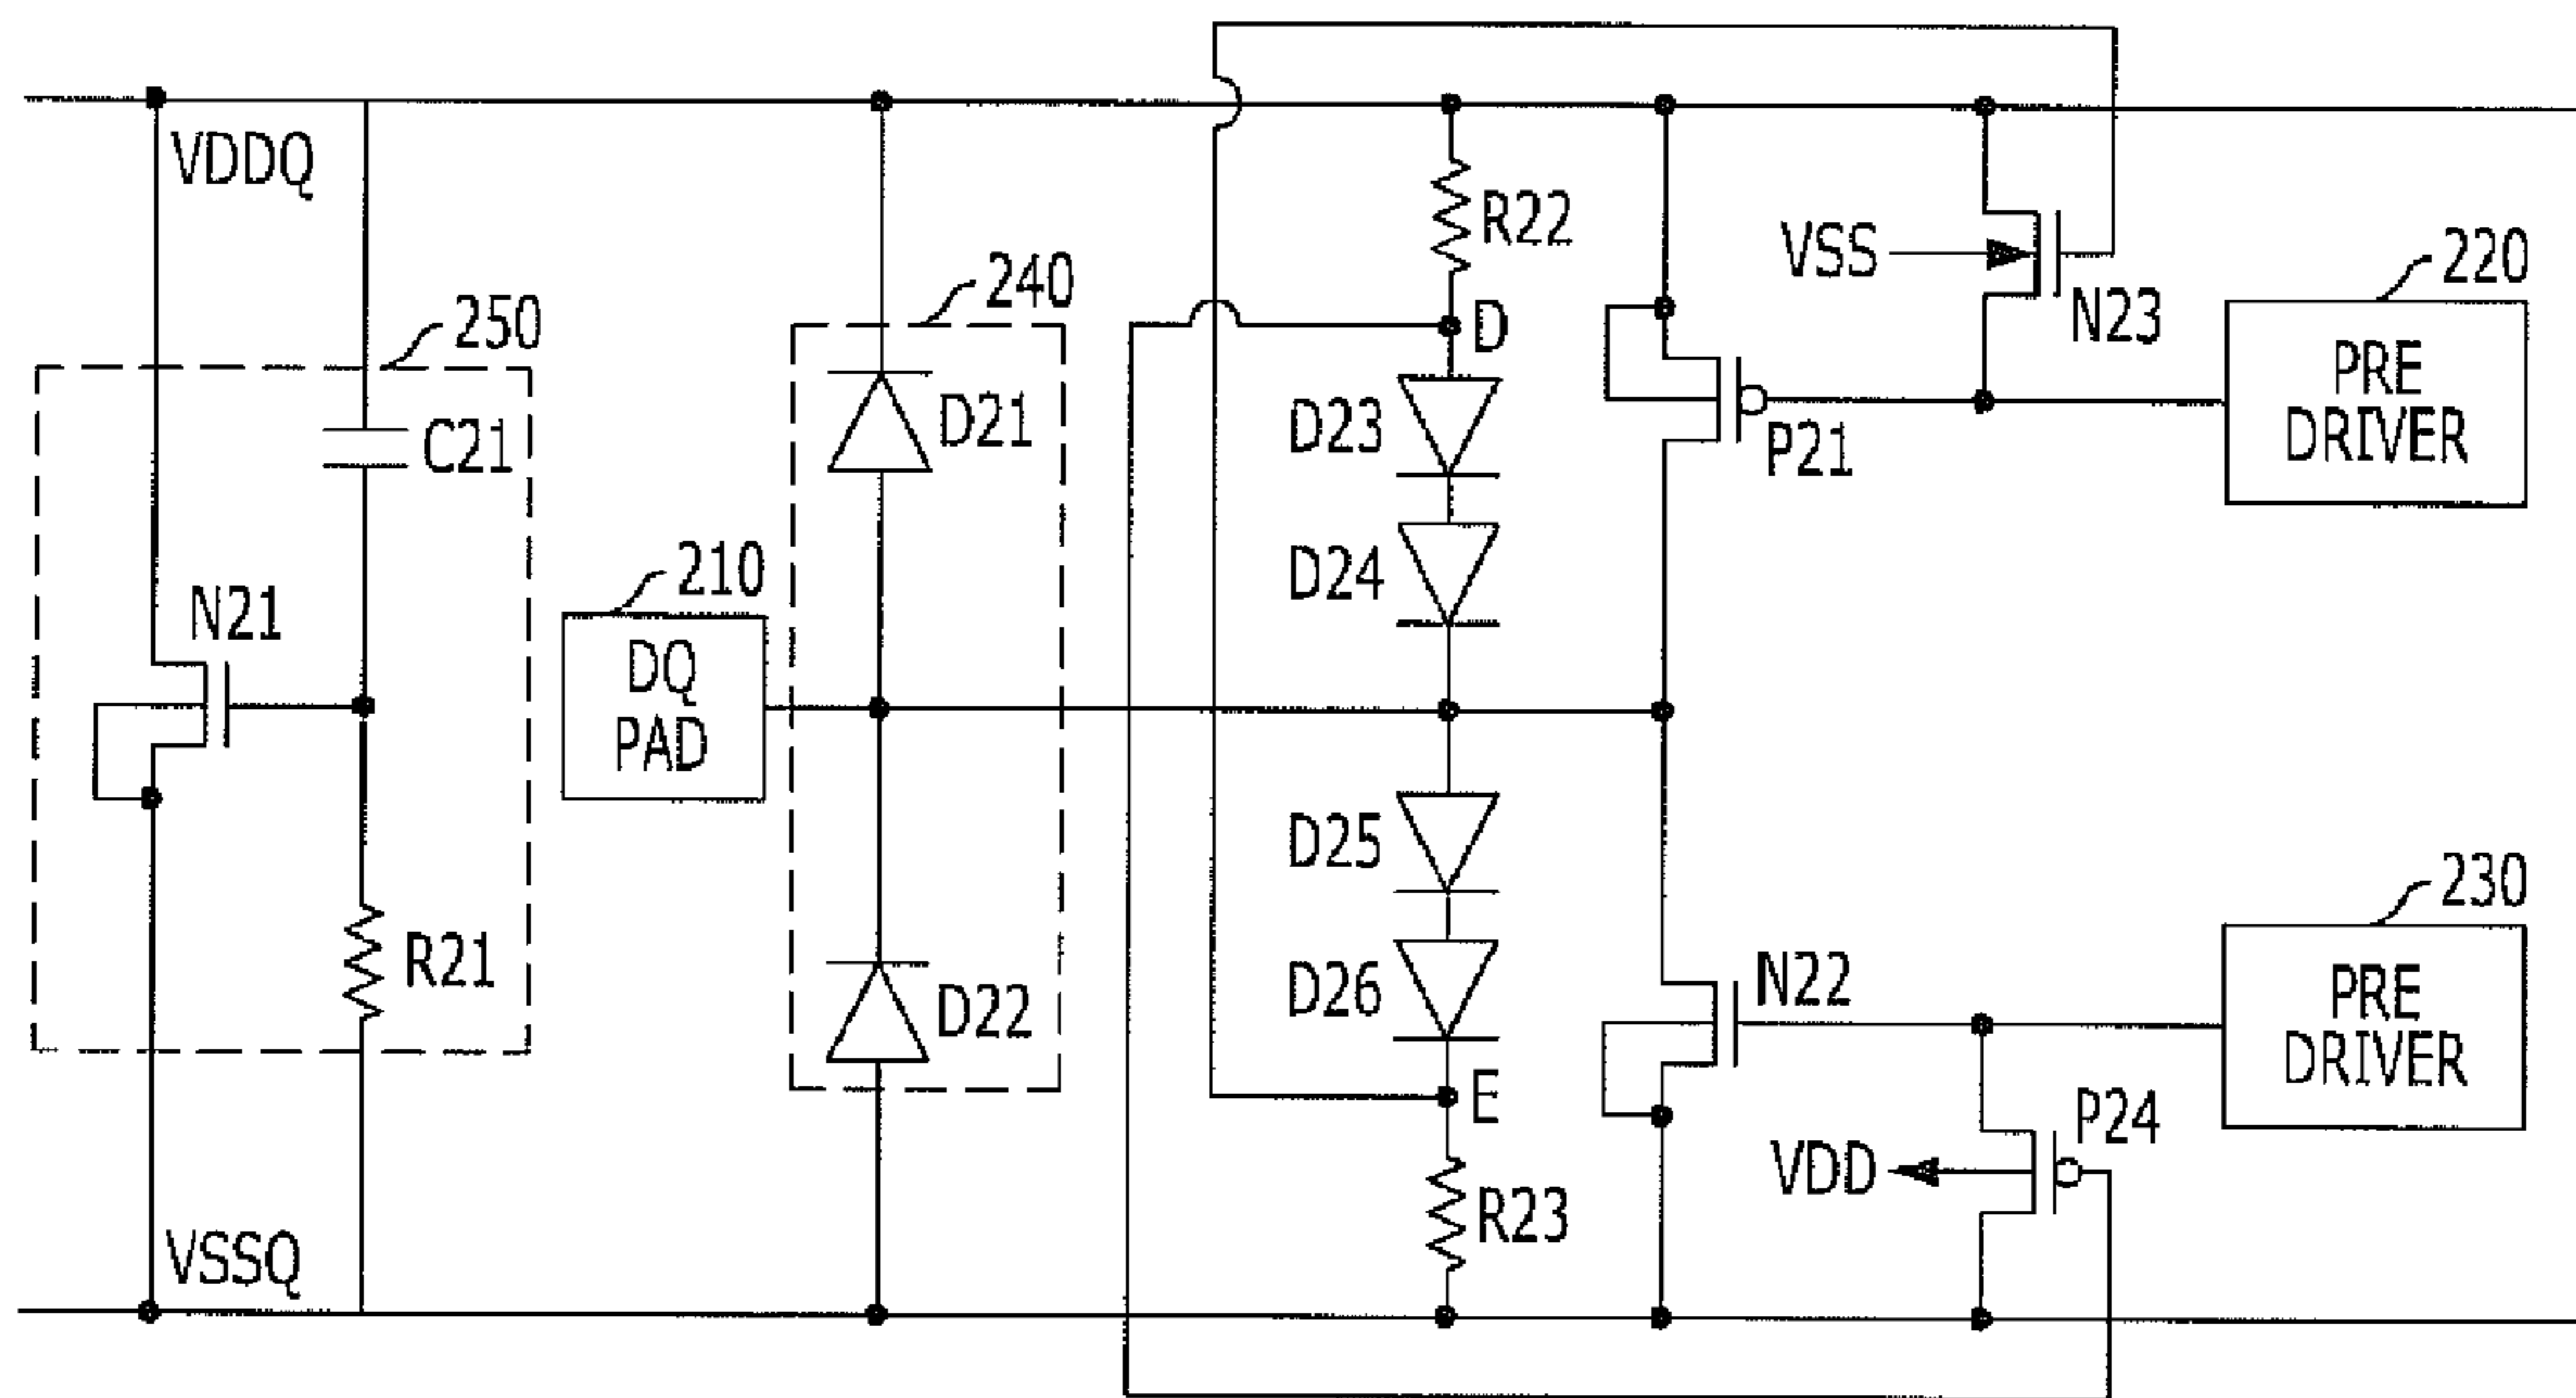 VDDQ
R22
VSS
220
240
N23
D
250
PRE
DRIVER
D23
D21
P21
C21
D24
210
N21
DQ
PAD
D25
230
N22
R21
D26
PRE
DRIVER
D22
E
P24
VDD
R23
VSSQ